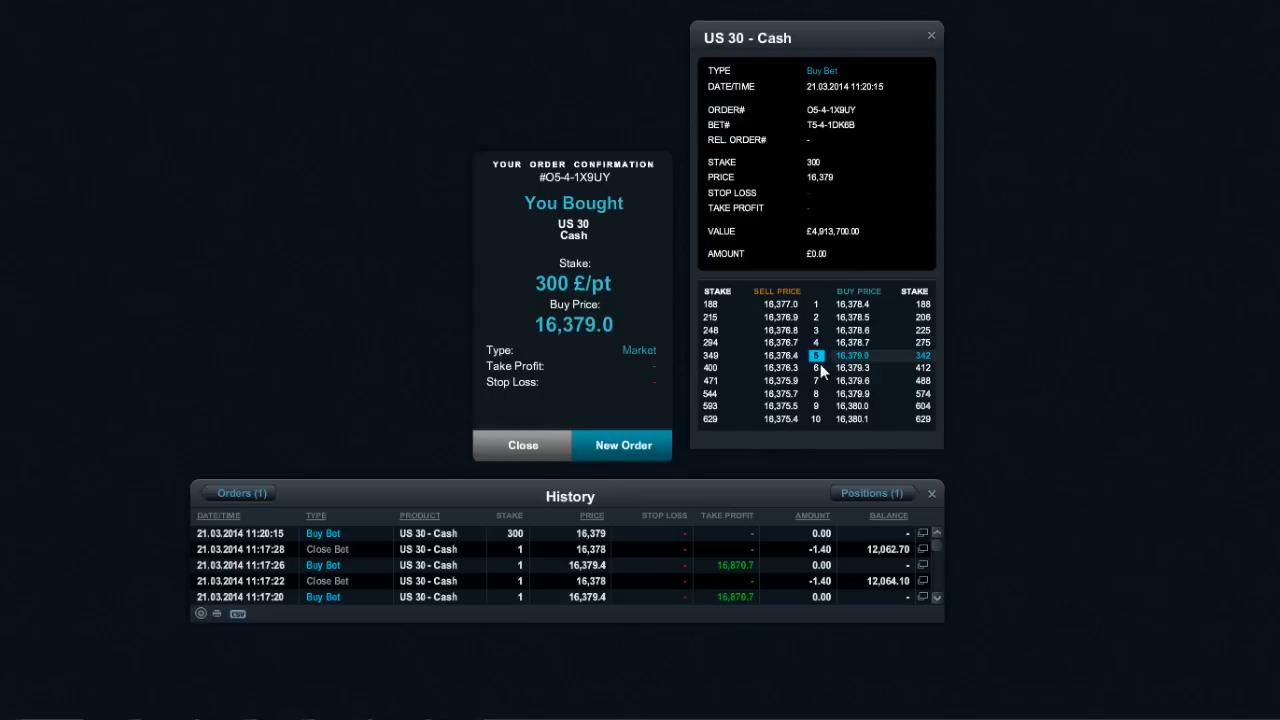 US 30 - Cash
TYPE Buy Bet
DATE/TIME 21.03.2014 11:20:15
ORDER# O5-4-1X9UY
BET# T5-4-1DK6B
REL. ORDER# -
STAKE 300
PRICE 16,379
STOP LOSS -
TAKE PROFIT -
VALUE £4,913,700.00
AMOUNT £0.00
STAKE SELL PRICE BUY PRICE STAKE
188 16,377.0 1 16,378.4 188
215 16,376.9 2 16,378.5 206
248 16,376.8 3 16,378.6 225
294 16,376.7 4 16,378.7 275
349 16,376.4 5 16,379.0 342
400 16,376.3 6 16,379.3 412
471 16,375.9 7 16,379.6 488
544 16,375.7 8 16,379.9 574
593 16,375.5 9 16,380.0 604
629 16,375.4 10 16,380.1 629
YOUR ORDER CONFIRMATION
#O5-4-1X9UY
You Bought
US 30
Cash
Stake:
300 £/pt
Buy Price:
16,379.0
Type: Market
Take Profit: -
Stop Loss: -
Close New Order
Orders (1) History Positions (1)
DATE/TIME TYPE PRODUCT STAKE PRICE STOP LOSS TAKE PROFIT AMOUNT BALANCE
21.03.2014 11:20:15 Buy Bet US 30 - Cash 300 16,379 - - 0.00 -
21.03.2014 11:17:28 Close Bet US 30 - Cash 1 16,378 - - -1.40 12,062.70
21.03.2014 11:17:26 Buy Bet US 30 - Cash 1 16,379.4 - 16,870.7 0.00 -
21.03.2014 11:17:22 Close Bet US 30 - Cash 1 16,378 - - -1.40 12,064.10
21.03.2014 11:17:20 Buy Bet US 30 - Cash 1 16,379.4 - 16,870.7 0.00 -
CSV